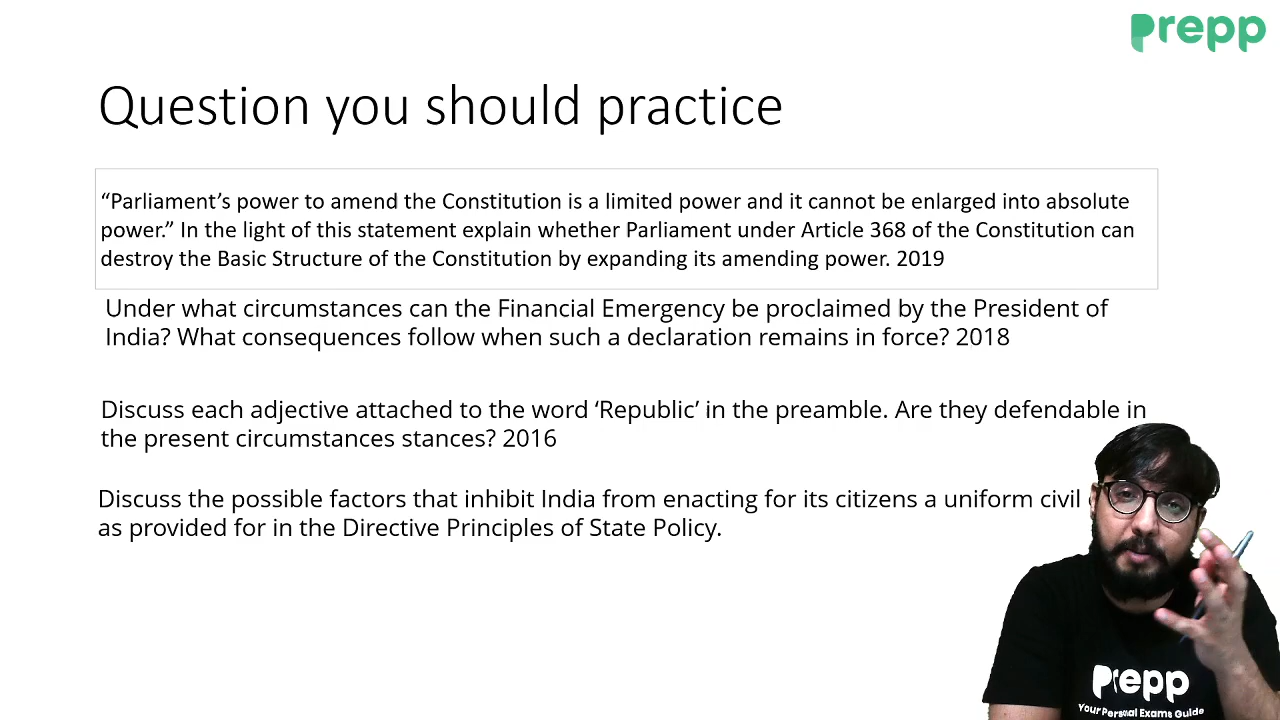 Prepp
Question you should practice
“Parliament’s power to amend the Constitution is a limited power and it cannot be enlarged into absolute
power.” In the light of this statement explain whether Parliament under Article 368 of the Constitution can
destroy the Basic Structure of the Constitution by expanding its amending power. 2019
Under what circumstances can the Financial Emergency be proclaimed by the President of
India? What consequences follow when such a declaration remains in force? 2018
Discuss each adjective attached to the word ‘Republic’ in the preamble. Are they defendable in
the present circumstances stances? 2016
Discuss the possible factors that inhibit India from enacting for its citizens a uniform civil
as provided for in the Directive Principles of State Policy.
Prepp
Your Personal Exams Guide